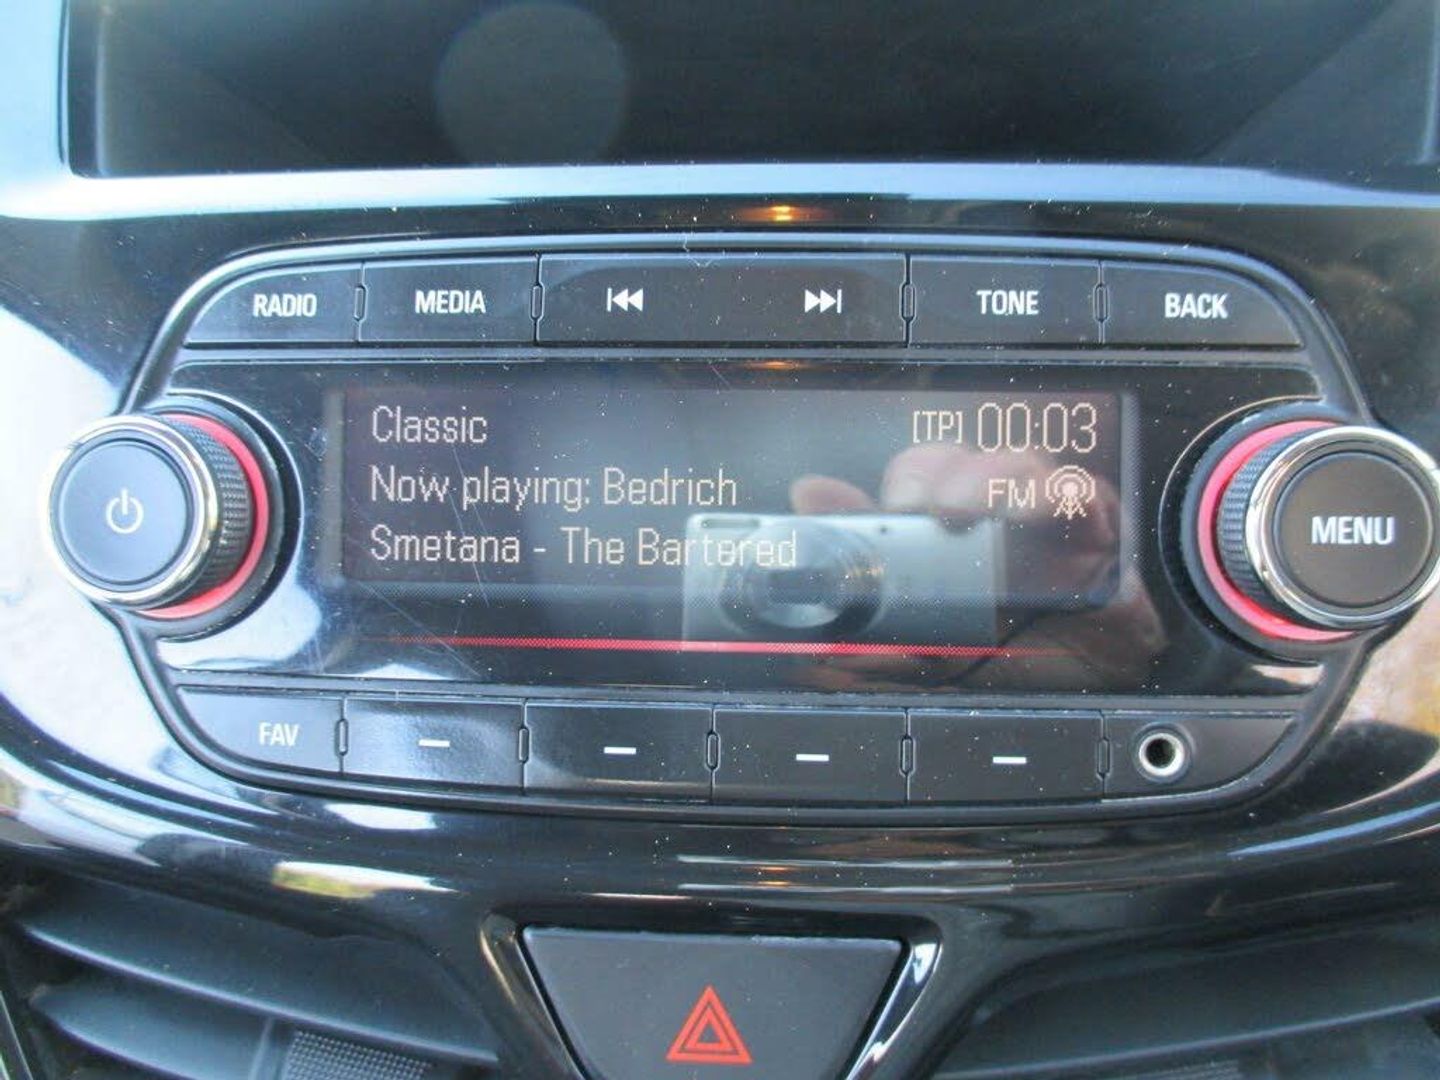 RADIO MEDIA TONE BACK
Classic [TP] 00:03
Now playing: Bedrich FM
Smetana - The Bartered
MENU
FAV